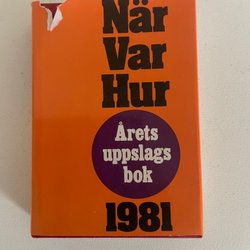 När
Var
Hur
Årets
uppslags
bok
1981